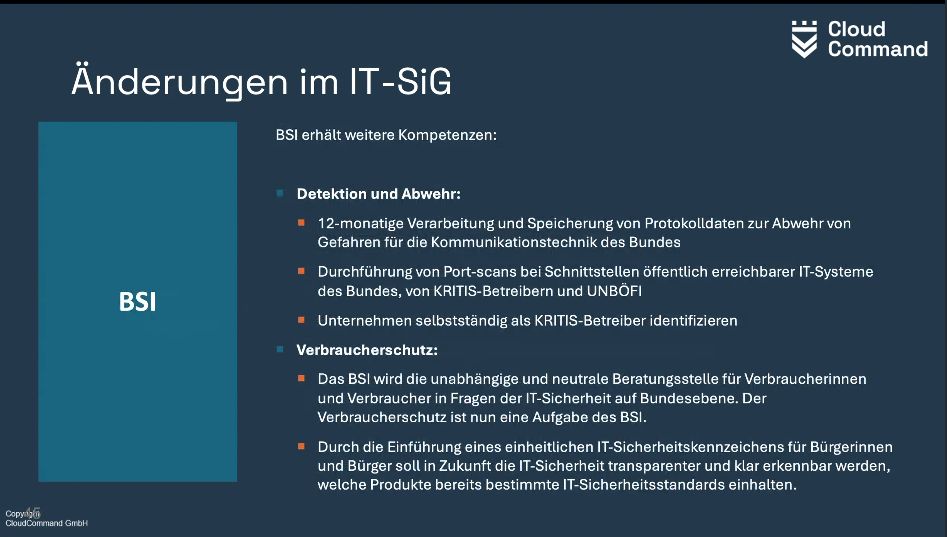 Cloud
Command
Änderungen im IT-SiG
BSI
BSI erhält weitere Kompetenzen:
Detektion und Abwehr:
12-monatige Verarbeitung und Speicherung von Protokolldaten zur Abwehr von
Gefahren für die Kommunikationstechnik des Bundes
Durchführung von Port-scans bei Schnittstellen öffentlich erreichbarer IT-Systeme
des Bundes, von KRITIS-Betreibern und UNBÖFI
Unternehmen selbstständig als KRITIS-Betreiber identifizieren
Verbraucherschutz:
Das BSI wird die unabhängige und neutrale Beratungsstelle für Verbraucherinnen
und Verbraucher in Fragen der IT-Sicherheit auf Bundesebene. Der
Verbraucherschutz ist nun eine Aufgabe des BSI.
Durch die Einführung eines einheitlichen IT-Sicherheitskennzeichens für Bürgerinnen
und Bürger soll in Zukunft die IT-Sicherheit transparenter und klar erkennbar werden,
welche Produkte bereits bestimmte IT-Sicherheitsstandards einhalten.
Copyright
CloudCommand GmbH